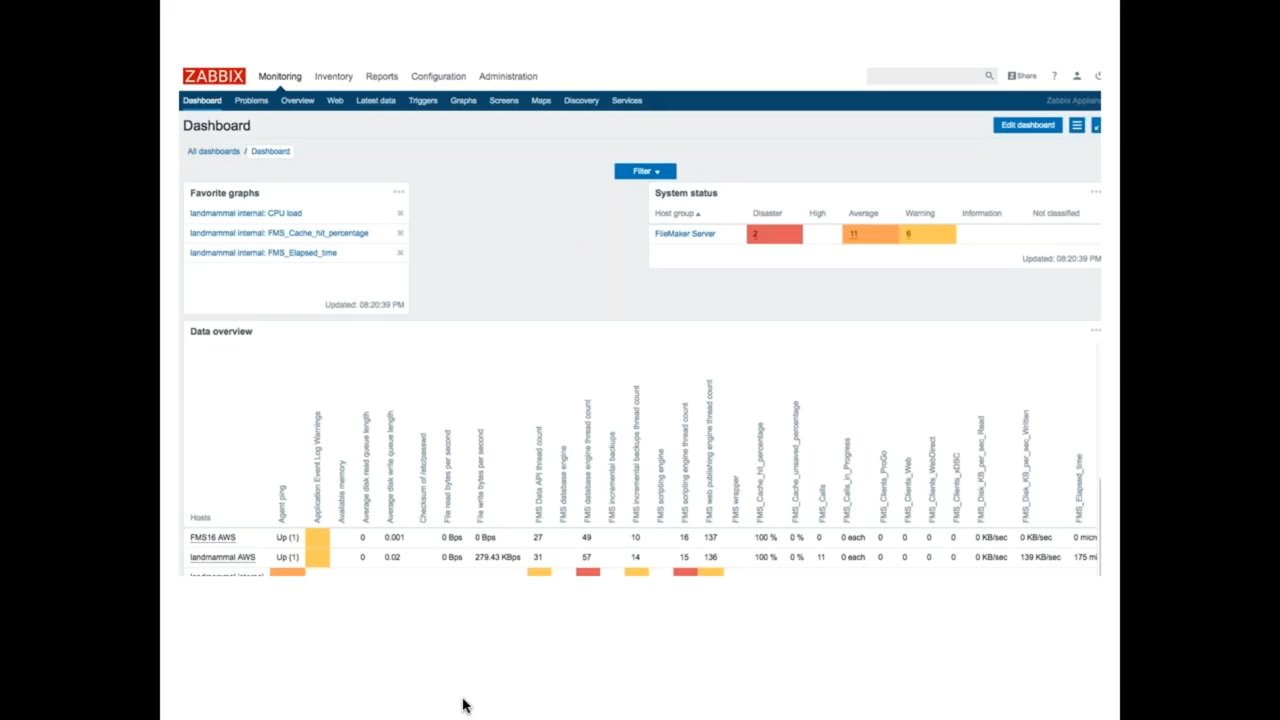 ZABBIX Monitoring Inventory Reports Configuration Administration Share ?
Dashboard Problems Overview Web Latest data Triggers Graphs Screens Maps Discovery Services Zabbix
Dashboard Edit dashboard
All dashboards / Dashboard
Filter
Favorite graphs
landmammal internal: CPU load
landmammal internal: FMS_Cache_hit_percentage
landmammal internal: FMS_Elapsed_time
Updated: 08:20:39 PM
System status
Host group Disaster High Average Warning Information Not classified
FileMaker Server 2 11 6
Updated: 08:20:39 PM
Data overview
Hosts
Agent ping
Application Event Log Warnings
Available memory
Average disk read queue length
Average disk write queue length
Checksum of /etc/passwd
File read bytes per second
File write bytes per second
FMS Data API thread count
FMS database engine
FMS database engine thread count
FMS incremental backups
FMS incremental backups thread count
FMS scripting engine
FMS scripting engine thread count
FMS web publishing engine thread count
FMS wrapper
FMS_Cache_hit_percentage
FMS_Cache_unsaved_percentage
FMS_Calls
FMS_Calls_in_Progress
FMS_Clients_ProGo
FMS_Clients_Web
FMS_Clients_WebDirect
FMS_Clients_xDBC
FMS_Disk_KB_per_sec_Read
FMS_Disk_KB_per_sec_Written
FMS_Elapsed_time
FMS16 AWS Up (1) 0 0.001 0 Bps 0 Bps 27 49 10 16 137 100 % 0 % 0 0 each 0 0 0 0 0 KB/sec 0 KB/sec 0 micr
landmammal AWS Up (1) 0 0.02 0 Bps 279.43 KBps 31 57 14 15 136 100 % 0 % 11 0 each 0 0 0 0 0 KB/sec 139 KB/sec 175 mi